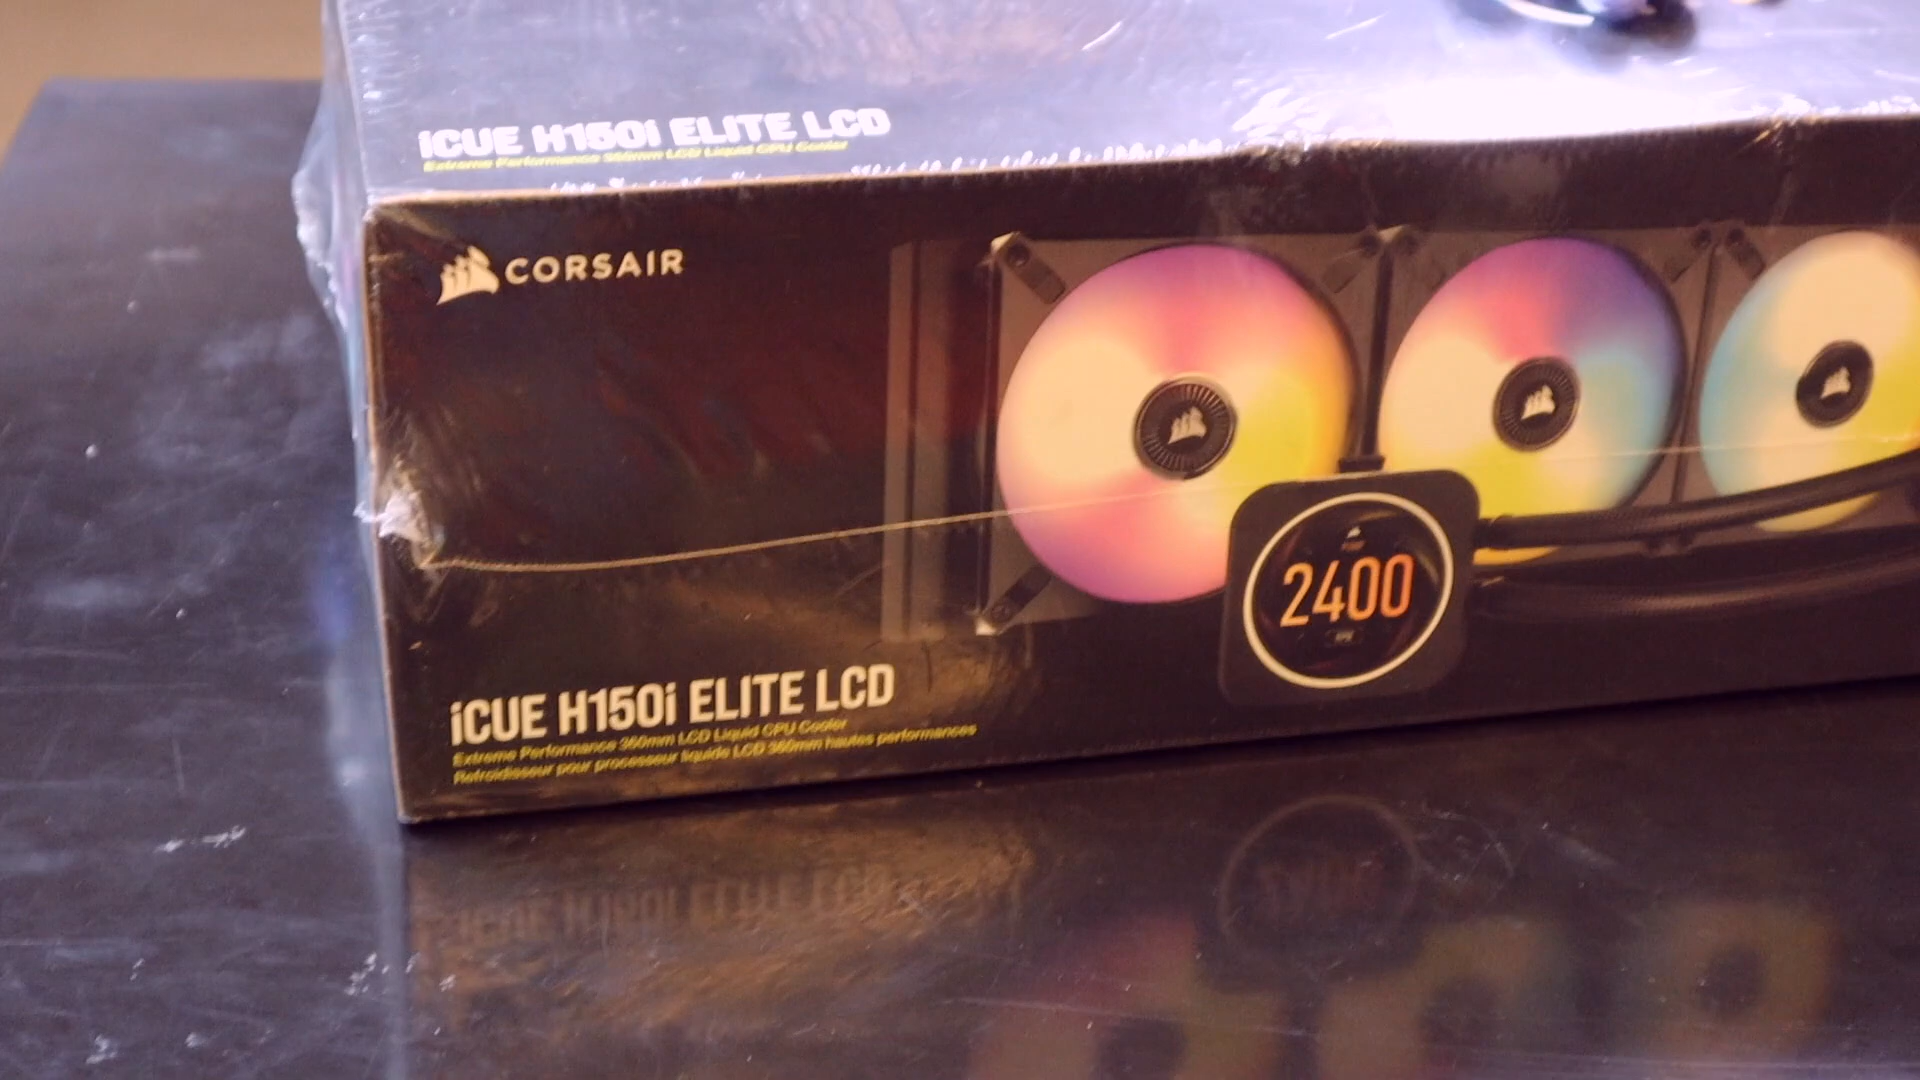 iCUE H150i ELITE LCD
Extreme Performance 360mm LCD Liquid CPU Cooler
CORSAIR
2400
iCUE H150i ELITE LCD
Extreme Performance 360mm LCD Liquid CPU Cooler
Refroidisseur pour processeur liquide LCD 360mm hautes performances